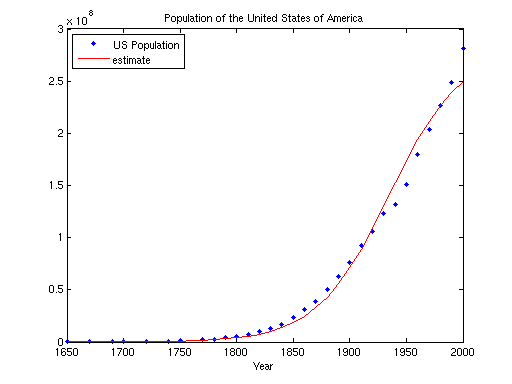 Population of the United States of America
x 10^8
US Population
estimate
3
2.5
2
1.5
1
0.5
0
1650 1700 1750 1800 1850 1900 1950 2000
Year